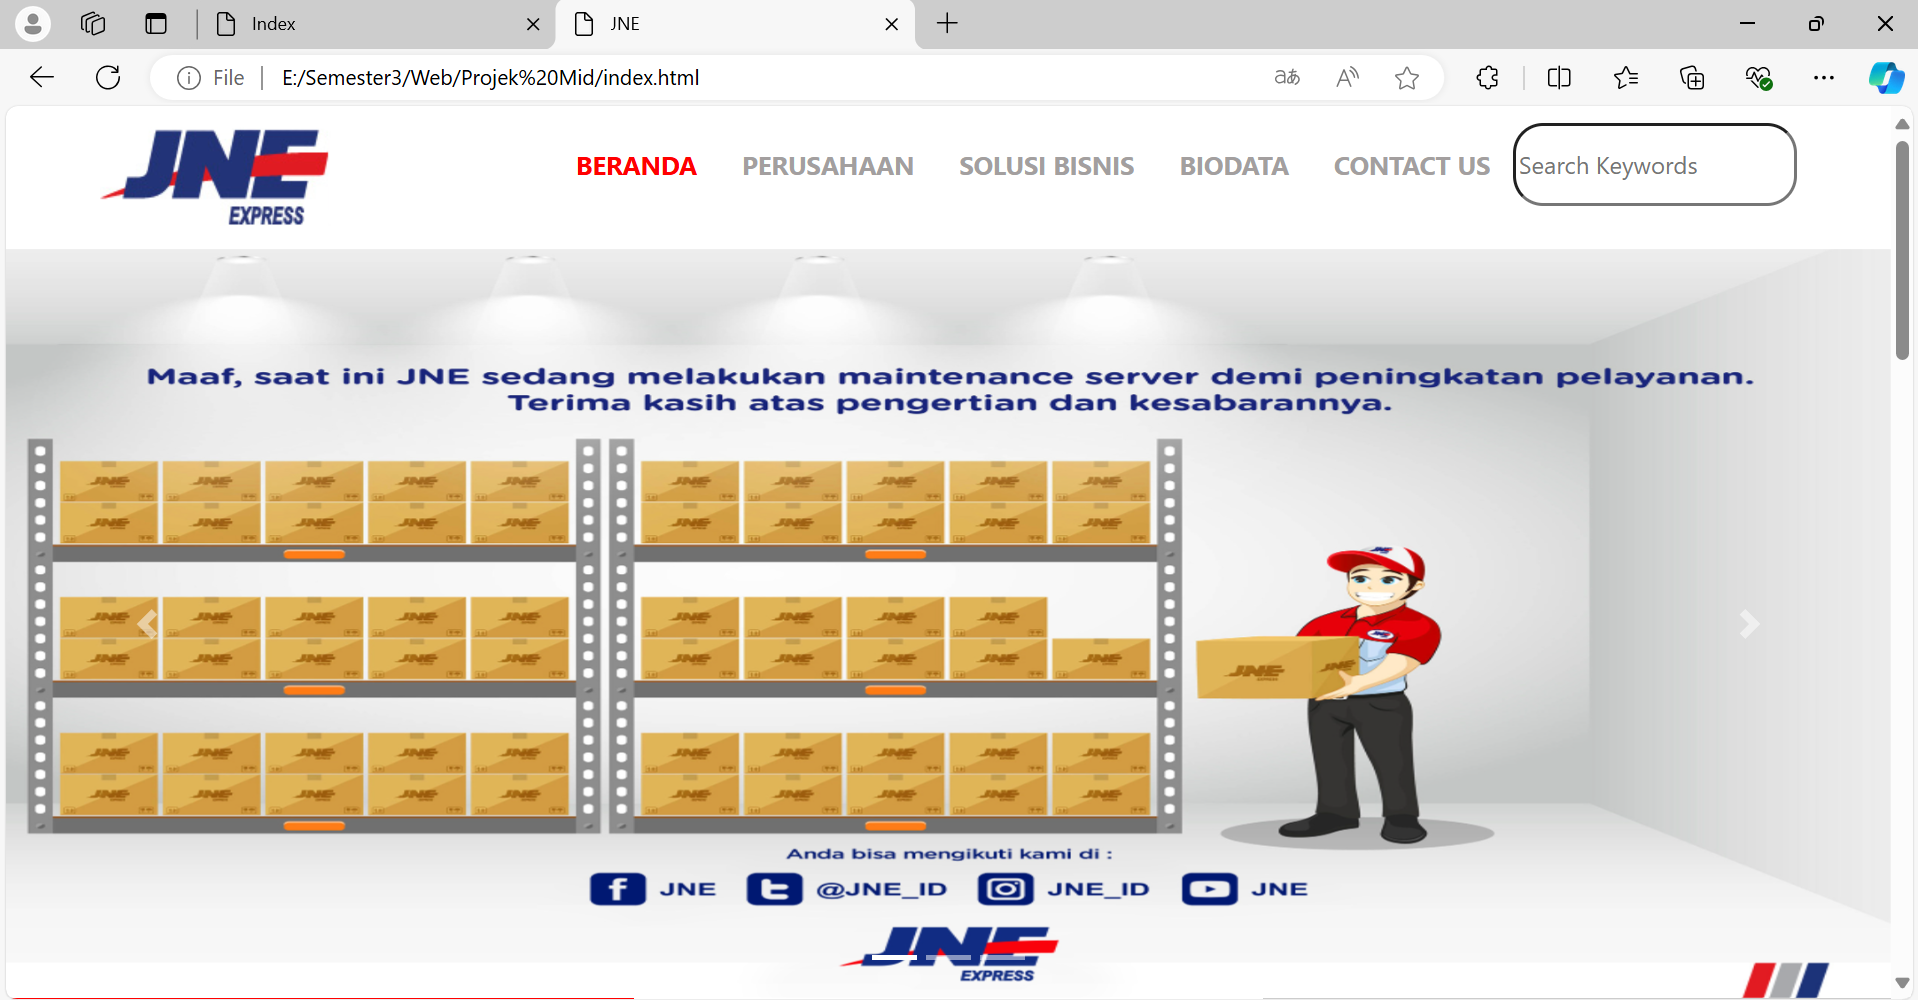 Index
JNE
File
E:/Semester3/Web/Projek%20Mid/index.html
JNE
EXPRESS
BERANDA
PERUSAHAAN
SOLUSI BISNIS
BIODATA
CONTACT US
Search Keywords
Maaf, saat ini JNE sedang melakukan maintenance server demi peningkatan pelayanan.
Terima kasih atas pengertian dan kesabarannya.
JNE
EXPRESS
Anda bisa mengikuti kami di :
JNE
@JNE_ID
JNE_ID
JNE
JNE
EXPRESS